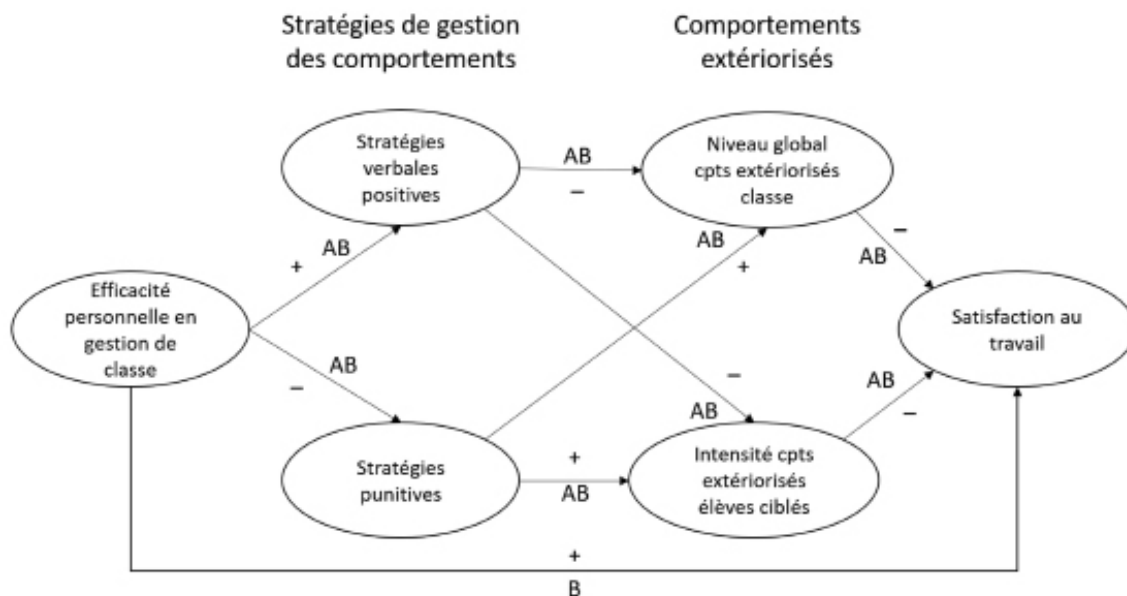 Stratégies de gestion
des comportements
Comportements
extériorisés
Stratégies
verbales
positives
AB
–
Niveau global
cpts extériorisés
classe
AB
+
AB
+
–
AB
Efficacité
personnelle en
gestion de
classe
Satisfaction au
travail
AB
–
–
AB
AB
–
Stratégies
punitives
+
AB
Intensité cpts
extériorisés
élèves ciblés
+
B